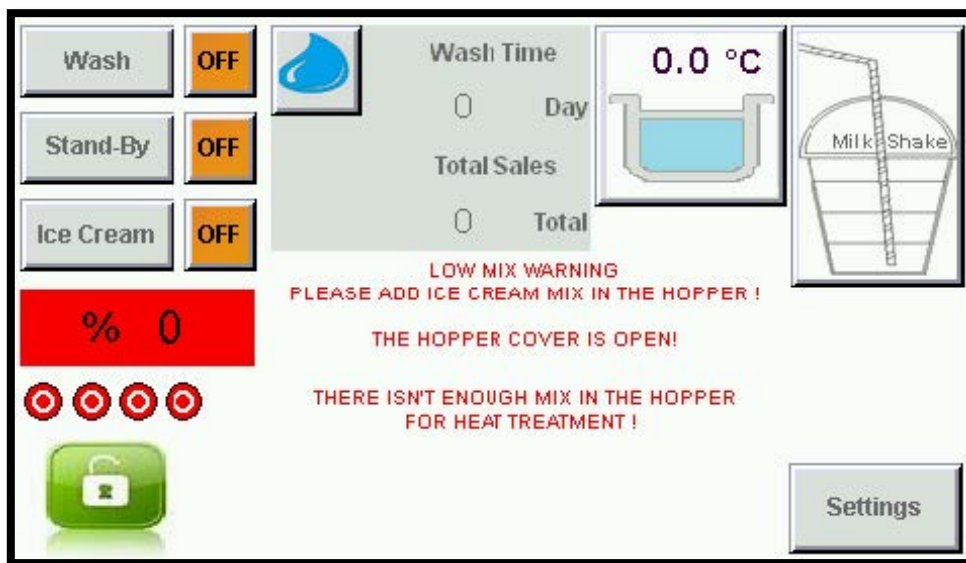 Wash OFF
Stand-By OFF
Ice Cream OFF
% 0
Wash Time
0 Day
Total Sales
0 Total
0.0 °C
Milk Shake
LOW MIX WARNING
PLEASE ADD ICE CREAM MIX IN THE HOPPER !
THE HOPPER COVER IS OPEN!
THERE ISN'T ENOUGH MIX IN THE HOPPER
FOR HEAT TREATMENT !
Settings